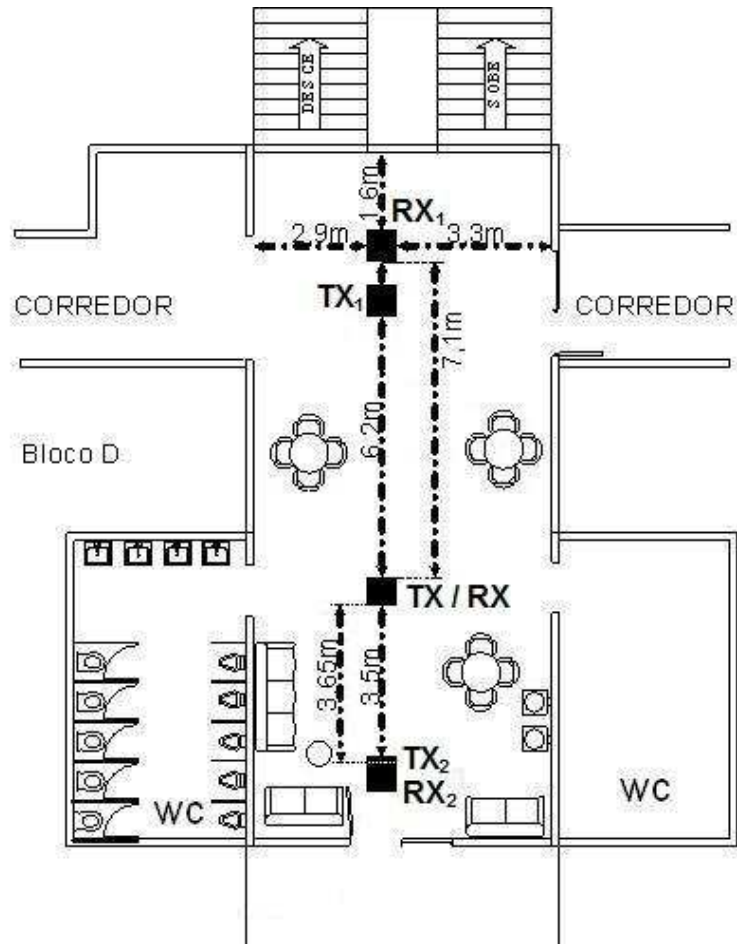 DESCE
SOBE
1.6m
RX₁
2.9m
3.3m
TX₁
CORREDOR
CORREDOR
7,1m
6.2m
Bloco D
TX / RX
3.65m
3.5m
TX₂
RX₂
WC
WC